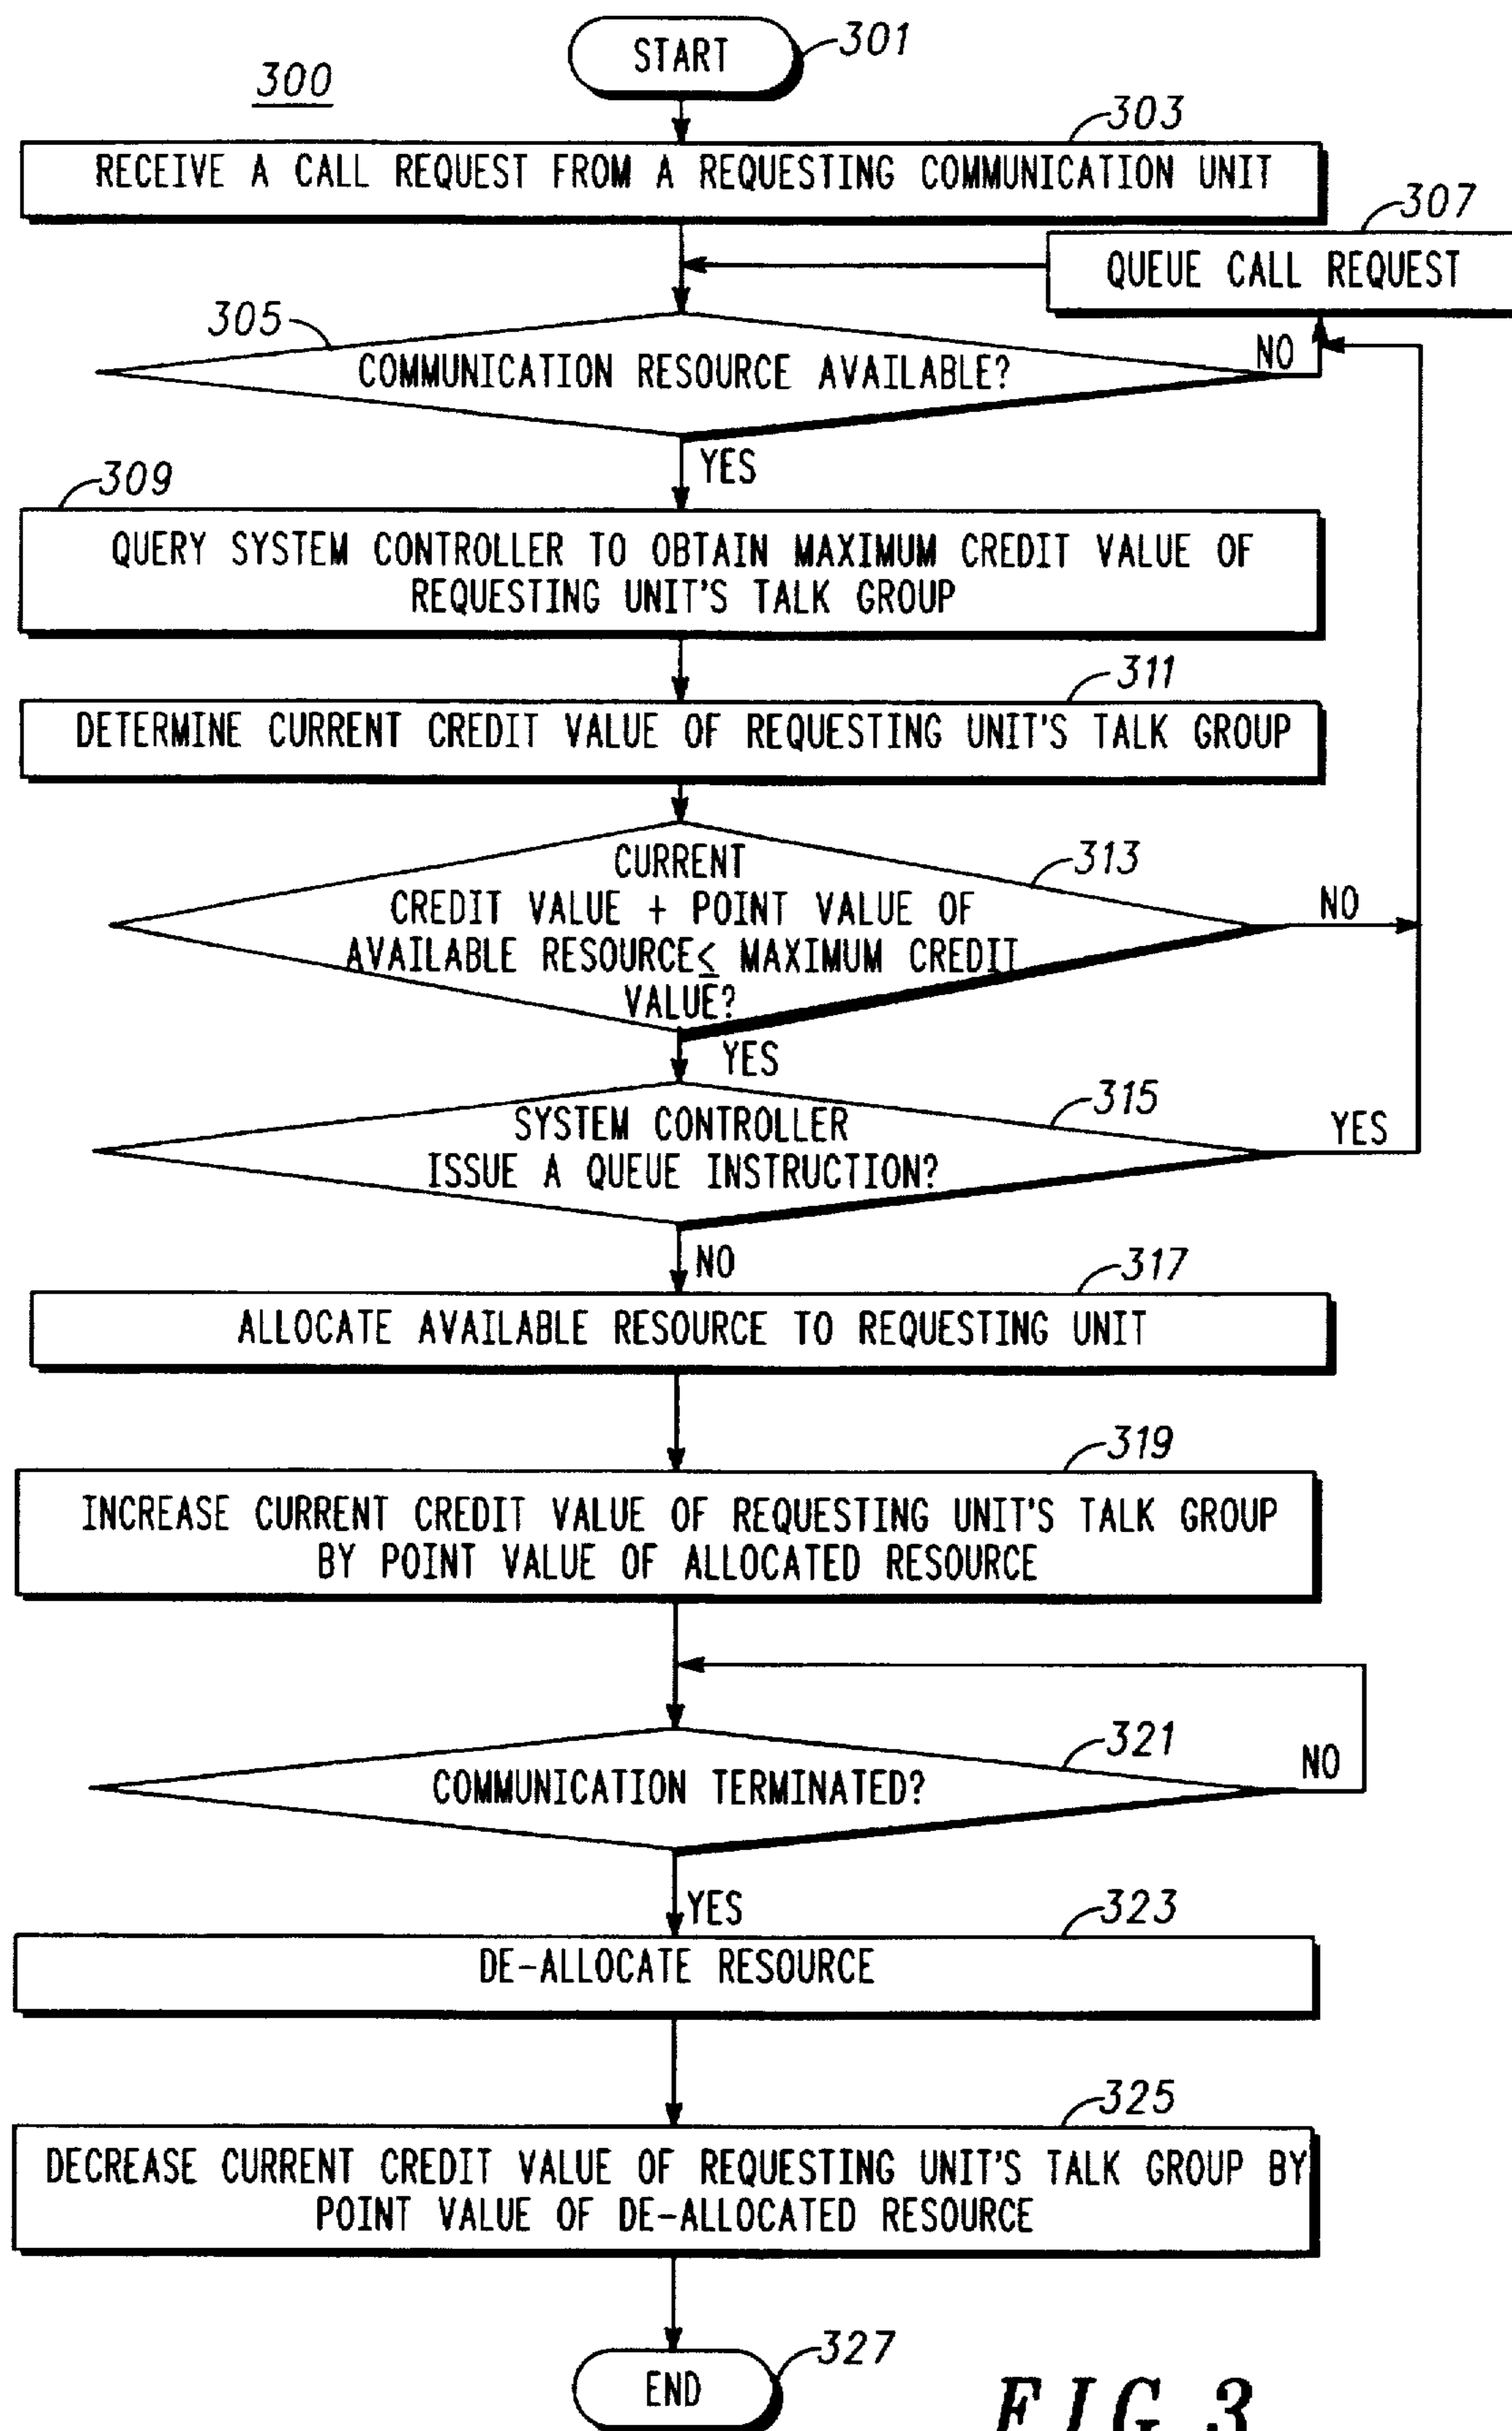 START
301
300
303
RECEIVE A CALL REQUEST FROM A REQUESTING COMMUNICATION UNIT
307
QUEUE CALL REQUEST
305
COMMUNICATION RESOURCE AVAILABLE?
NO
YES
309
QUERY SYSTEM CONTROLLER TO OBTAIN MAXIMUM CREDIT VALUE OF
REQUESTING UNIT'S TALK GROUP
311
DETERMINE CURRENT CREDIT VALUE OF REQUESTING UNIT'S TALK GROUP
313
CURRENT
CREDIT VALUE + POINT VALUE OF
AVAILABLE RESOURCE≤ MAXIMUM CREDIT
VALUE?
NO
YES
315
SYSTEM CONTROLLER
ISSUE A QUEUE INSTRUCTION?
YES
NO
317
ALLOCATE AVAILABLE RESOURCE TO REQUESTING UNIT
319
INCREASE CURRENT CREDIT VALUE OF REQUESTING UNIT'S TALK GROUP
BY POINT VALUE OF ALLOCATED RESOURCE
321
COMMUNICATION TERMINATED?
NO
YES
323
DE-ALLOCATE RESOURCE
325
DECREASE CURRENT CREDIT VALUE OF REQUESTING UNIT'S TALK GROUP BY
POINT VALUE OF DE-ALLOCATED RESOURCE
327
END
FIG.3